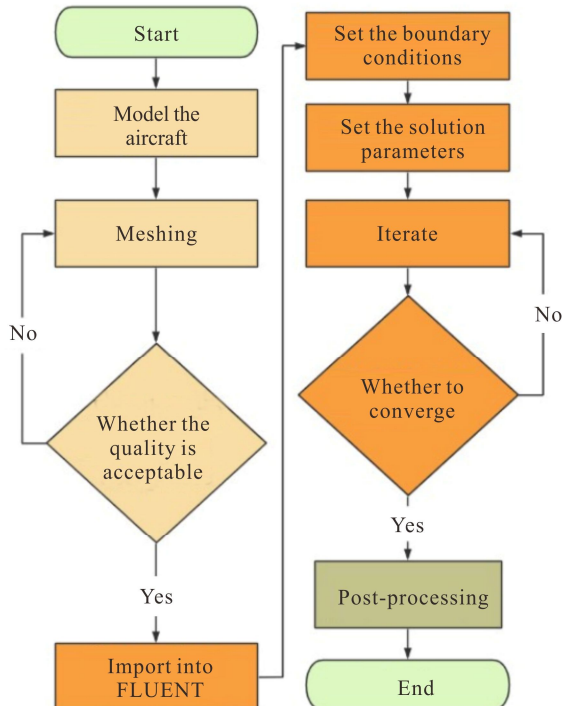 Start
Model the
aircraft
Meshing
No
Whether the
quality is
acceptable
Yes
Import into
FLUENT
Set the boundary
conditions
Set the solution
parameters
Iterate
No
Whether to
converge
Yes
Post-processing
End